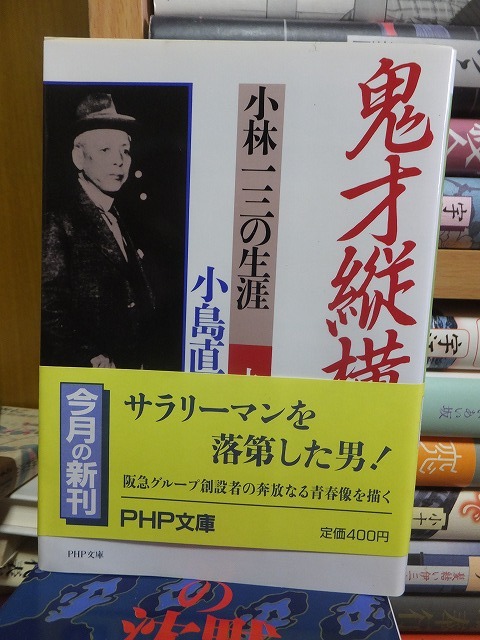 鬼才縦横
小林一三の生涯
小島直
サラリーマンを
落第した男!
阪急グループ創設者の奔放なる青春像を描く
PHP文庫
定価400円
今月の新刊
PHP文庫